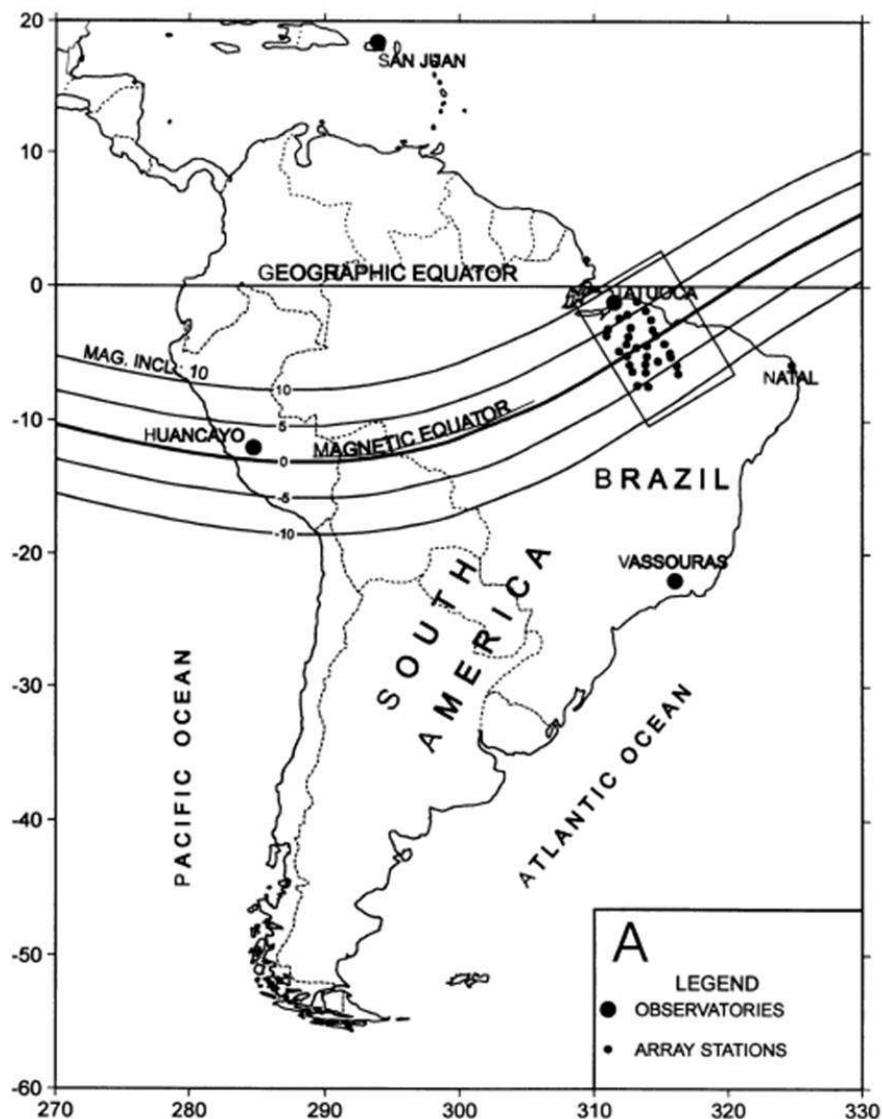 20
10
0
-10
-20
-30
-40
-50
-60
270
280
290
300
310
320
330
SAN JUAN
GEOGRAPHIC EQUATOR
MAG. INCL.: 10
10
5
MAGNETIC EQUATOR
HUANCAYO
0
-5
-10
NATAL
BRAZIL
VASSOURAS
SOUTH
AMERICA
PACIFIC OCEAN
ATLANTIC OCEAN
A
LEGEND
OBSERVATORIES
ARRAY STATIONS